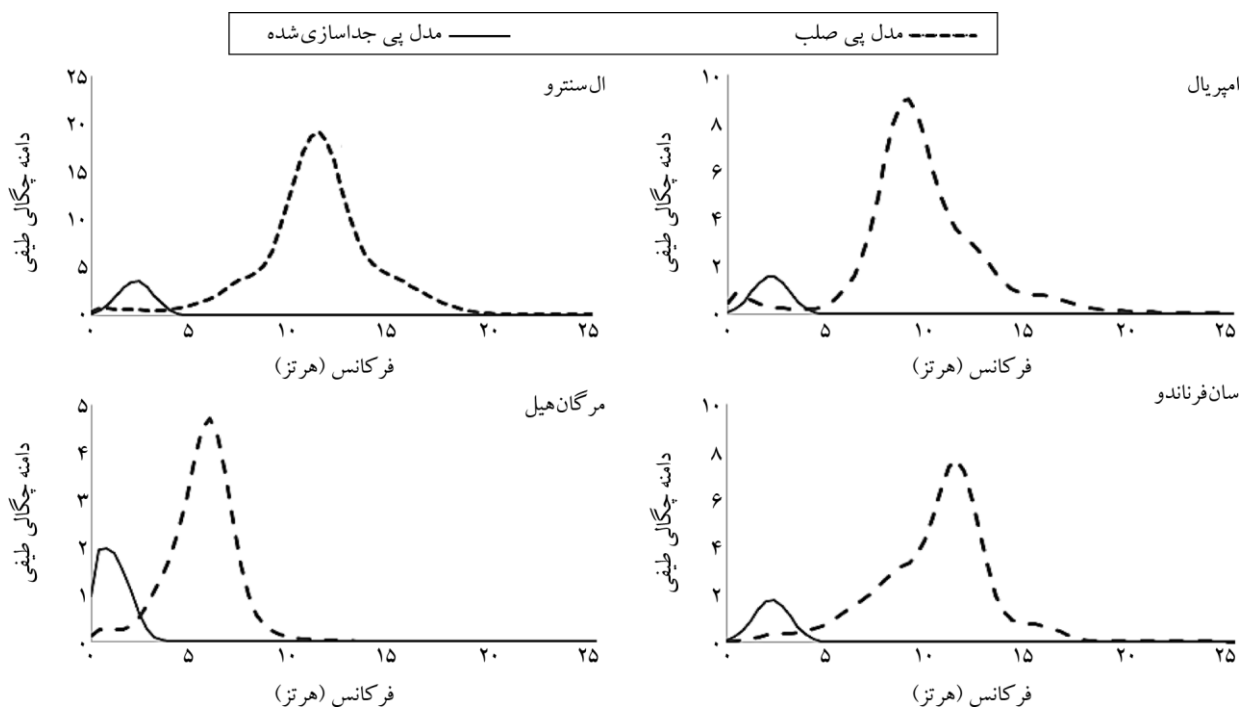 مدل پی صلب
مدل پی جداسازی‌شده
ال‌سنترو
دامنه چگالی طیفی
۲۵
۲۰
۱۵
۱۰
۵
۰
۰ ۵ ۱۰ ۱۵ ۲۰ ۲۵
فرکانس (هرتز)
امپریال
دامنه چگالی طیفی
۱۰
۸
۶
۴
۲
۰
۰ ۵ ۱۰ ۱۵ ۲۰ ۲۵
فرکانس (هرتز)
مرگان‌هیل
دامنه چگالی طیفی
۵
۴
۳
۲
۱
۰
۰ ۵ ۱۰ ۱۵ ۲۰ ۲۵
فرکانس (هرتز)
سان‌فرناندو
دامنه چگالی طیفی
۱۰
۸
۶
۴
۲
۰
۰ ۵ ۱۰ ۱۵ ۲۰ ۲۵
فرکانس (هرتز)